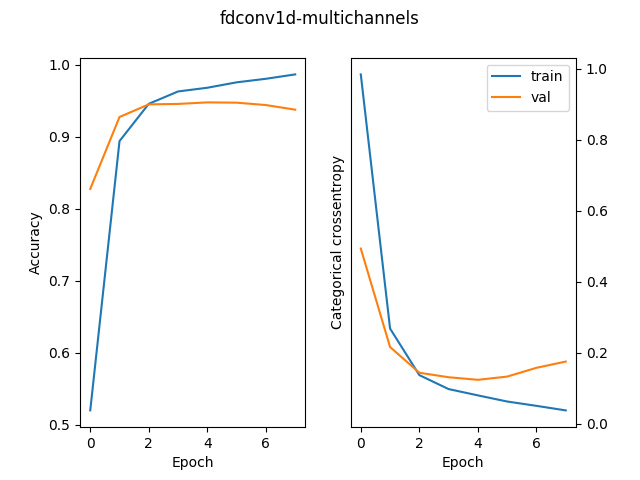 fdconv1d-multichannels
1.0
0.9
0.8
0.7
0.6
0.5
Accuracy
0 2 4 6
Epoch
train
val
1.0
0.8
0.6
0.4
0.2
0.0
Categorical crossentropy
0 2 4 6
Epoch